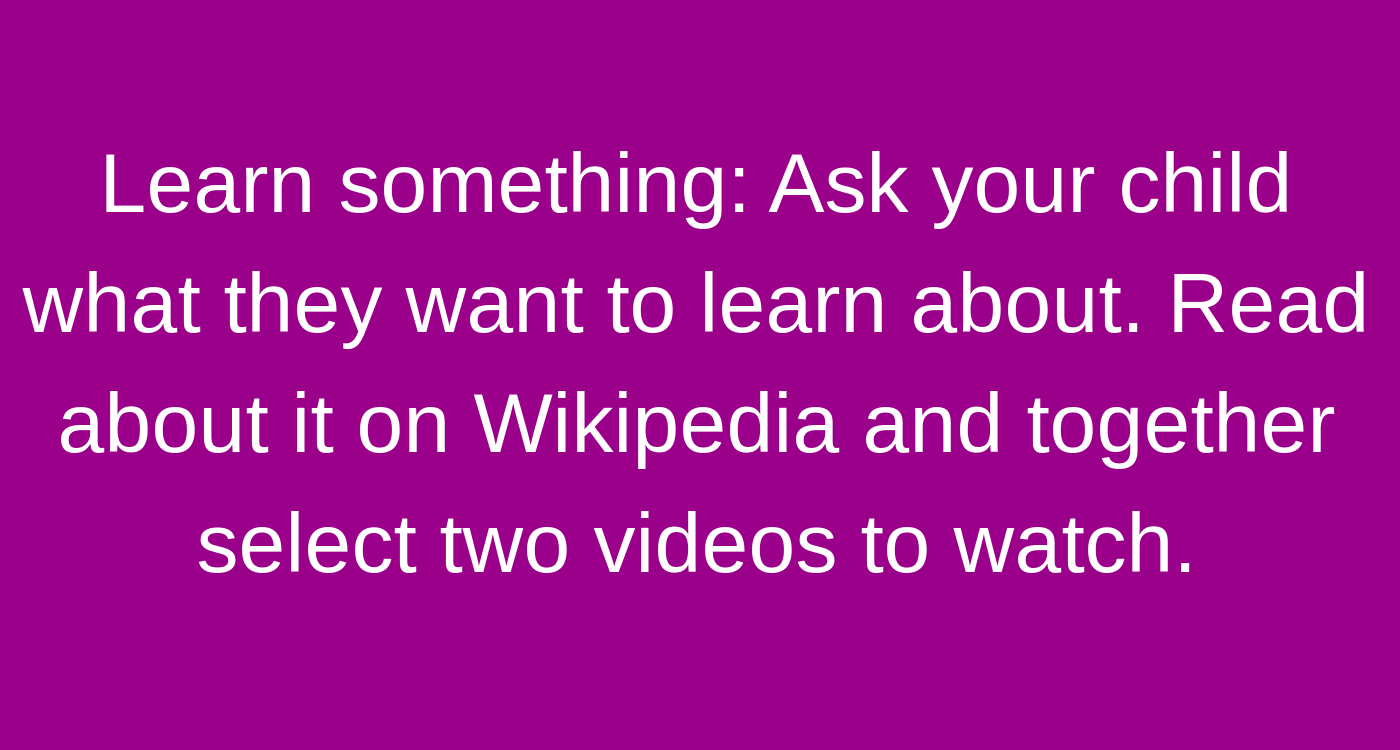 Learn something: Ask your child
what they want to learn about. Read
about it on Wikipedia and together
select two videos to watch.